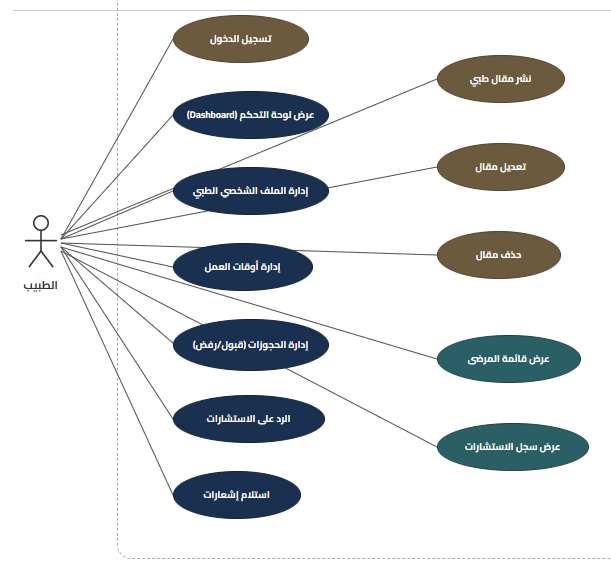 تسجيل الدخول
عرض لوحة التحكم (Dashboard)
إدارة الملف الشخصي الطبي
إدارة أوقات العمل
إدارة الحجوزات (قبول/رفض)
الرد على الاستشارات
استلام إشعارات
نشر مقال طبي
تعديل مقال
حذف مقال
عرض قائمة المرضى
عرض سجل الاستشارات
الطبيب